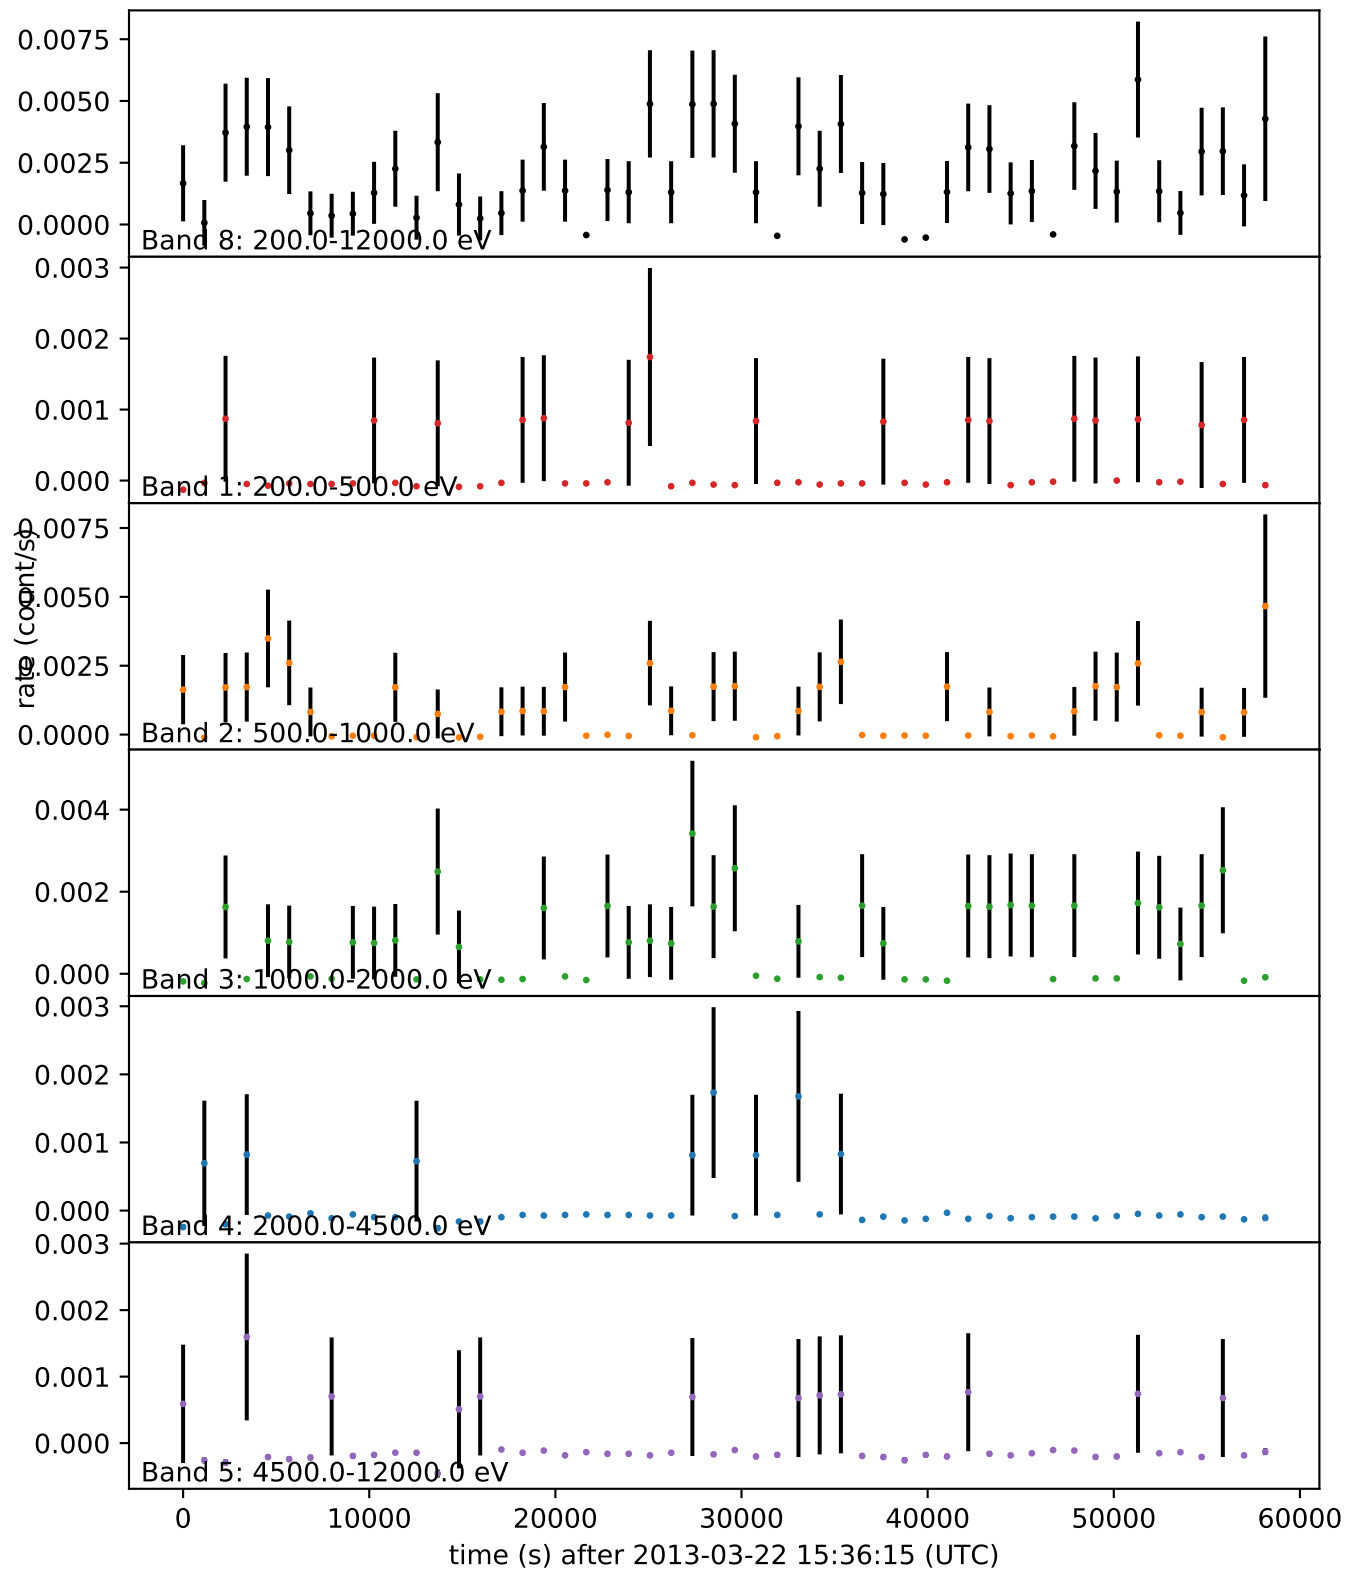 0.0075
0.0050
0.0025
0.0000
Band 8: 200.0-12000.0 eV
0.003
0.002
0.001
0.000
Band 1: 200.0-500.0 eV
rate (count/s)
0.0075
0.0050
0.0025
0.0000
Band 2: 500.0-1000.0 eV
0.004
0.002
0.000
Band 3: 1000.0-2000.0 eV
0.003
0.002
0.001
0.000
Band 4: 2000.0-4500.0 eV
0.003
0.002
0.001
0.000
Band 5: 4500.0-12000.0 eV
0 10000 20000 30000 40000 50000 60000
time (s) after 2013-03-22 15:36:15 (UTC)